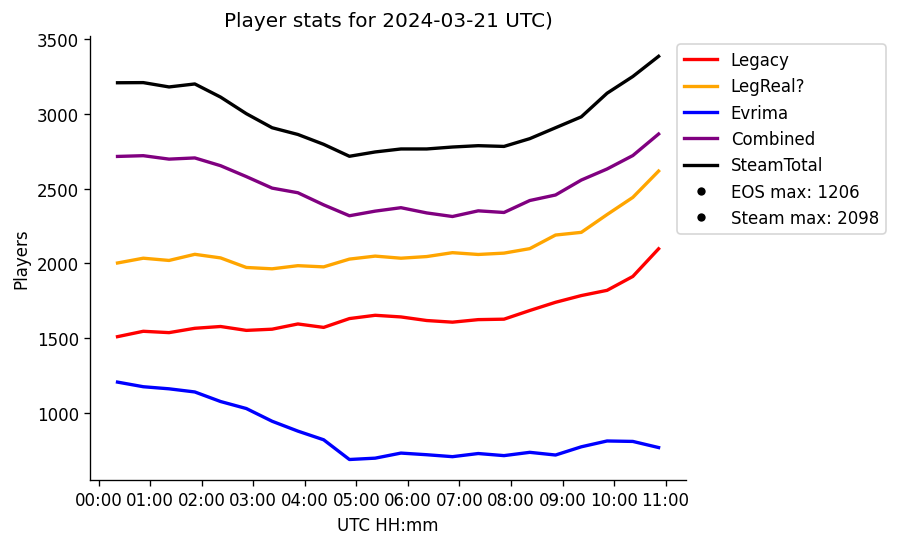 Player stats for 2024-03-21 UTC)
3500
3000
2500
2000
1500
1000
Players
00:00 01:00 02:00 03:00 04:00 05:00 06:00 07:00 08:00 09:00 10:00 11:00
UTC HH:mm
Legacy
LegReal?
Evrima
Combined
SteamTotal
EOS max: 1206
Steam max: 2098